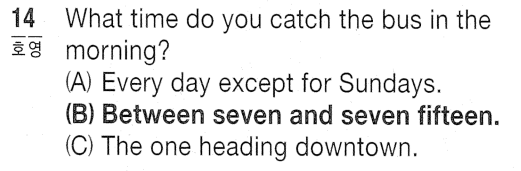 14 What time do you catch the bus in the
호영 morning?
(A) Every day except for Sundays.
(B) Between seven and seven fifteen.
(C) The one heading downtown.